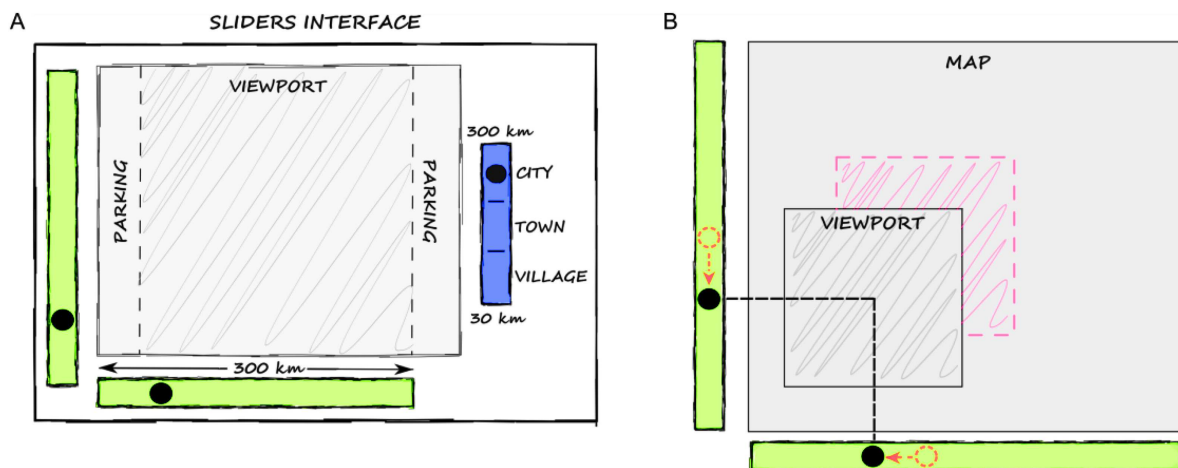 A
SLIDERS INTERFACE
VIEWPORT
PARKING
PARKING
300 km
CITY
TOWN
VILLAGE
30 km
300 km
B
MAP
VIEWPORT